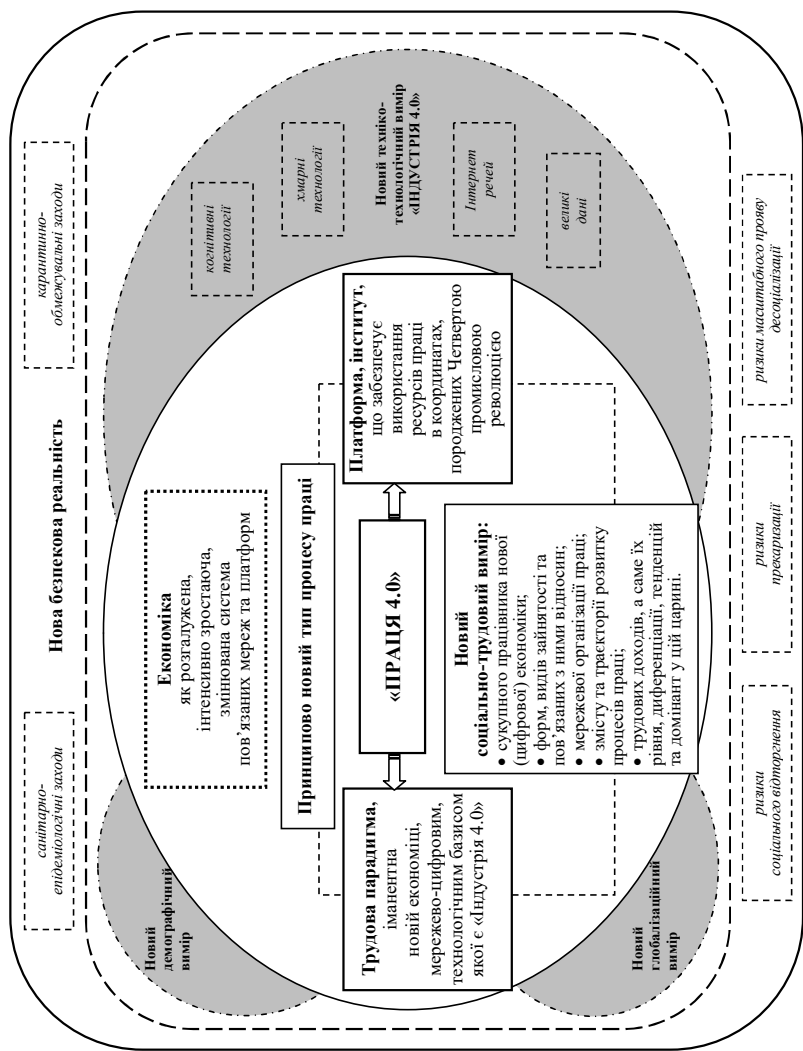 Нова безпекова реальність
санітарно-
епідеміологічні заходи
карантинно-
обмежувальні заходи
Новий
демографічний
вимір
Економіка
як розгалужена,
інтенсивно зростаюча,
змінювана система
пов’язаних мереж та платформ
когнітивні
технології
хмарні
технології
Новий техніко-
технологічний вимір
«ІНДУСТРІЯ 4.0»
Інтернет
речей
великі
дані
Принципово новий тип процесу праці
Трудова парадигма,
іманентна
новій економіці,
мережево-цифровим,
технологічним базисом
якої є «Індустрія 4.0»
«ПРАЦЯ 4.0»
Платформа, інститут,
що забезпечує
використання
ресурсів праці
в координатах,
породжених Четвертою
промисловою
революцією
Новий
соціально-трудовий вимір:
• сукупного працівника нової
(цифрової) економіки;
• форм, видів зайнятості та
пов’язаних з ними відносин;
• мережевої організації праці;
• змісту та траєкторії розвитку
процесів праці;
• трудових доходів, а саме їх
рівня, диференціації, тенденцій
та домінант у цій царині.
Новий
глобалізаційний
вимір
ризики
соціального відторгнення
ризики
прекаризації
ризики масштабного прояву
десоціалізації